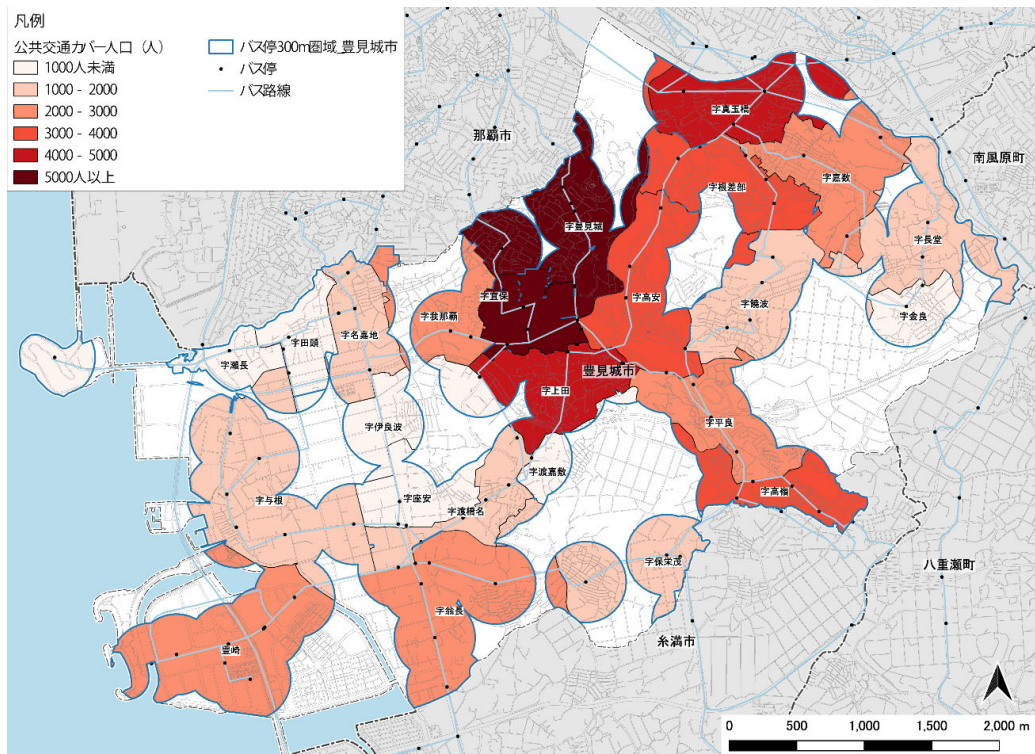 凡例
公共交通カバー人口（人）
1000人未満
1000 - 2000
2000 - 3000
3000 - 4000
4000 - 5000
5000人以上
バス停300m圏域_豊見城市
バス停
バス路線
那覇市
南風原町
字真玉橋
字嘉数
字根差部
字長堂
字豊見城
字金良
字宜保
字高安
字饒波
字我那覇
字名嘉地
字田頭
字瀬長
字上田
豊見城市
字平良
字伊良波
字渡嘉敷
字高嶺
字座安
字与根
字渡橋名
字保栄茂
八重瀬町
字翁長
糸満市
豊崎
0 500 1,000 1,500 2,000 m